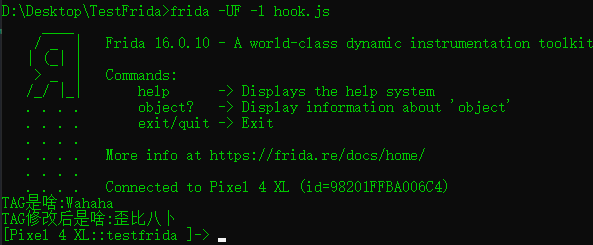 D:\Desktop\TestFrida>frida -UF -l hook.js
     ____
    / _  |   Frida 16.0.10 - A world-class dynamic instrumentation toolkit
   | (_| |
    > _  |   Commands:
   /_/ |_|       help      -> Displays the help system
   . . . .       object?   -> Display information about 'object'
   . . . .       exit/quit -> Exit
   . . . .
   . . . .   More info at https://frida.re/docs/home/
   . . . .
   . . . .   Connected to Pixel 4 XL (id=98201FFBA006C4)
TAG是啥:Wahaha
TAG修改后是啥:歪比八卜
[Pixel 4 XL::testfrida ]->